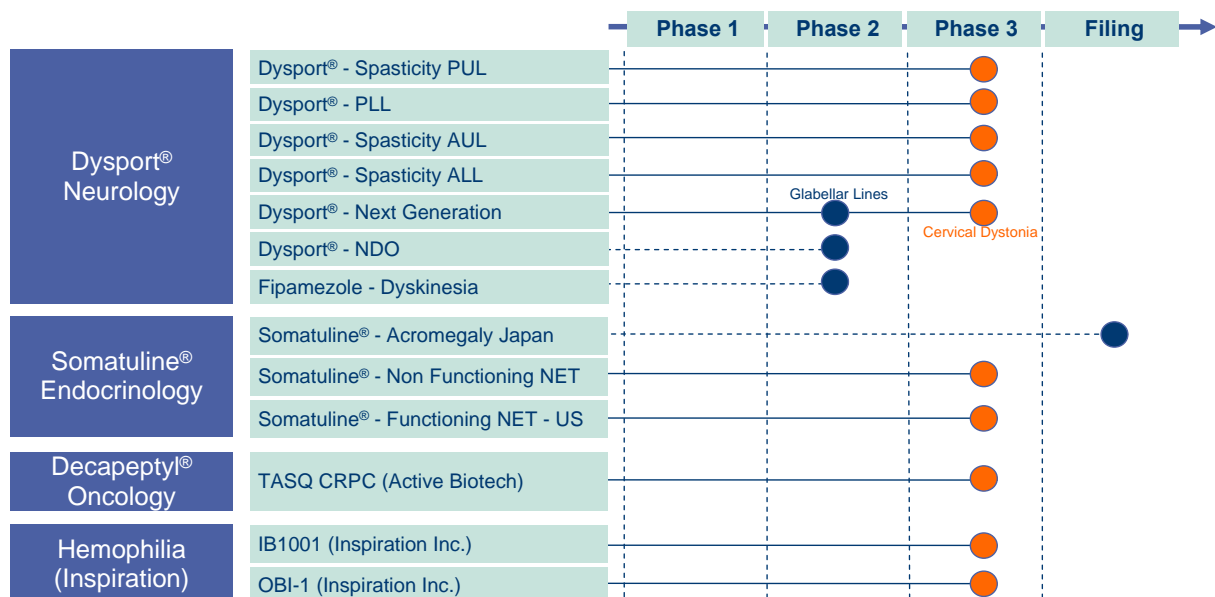 Phase 1 Phase 2 Phase 3 Filing
Dysport®
Neurology
Dysport® - Spasticity PUL
Dysport® - PLL
Dysport® - Spasticity AUL
Dysport® - Spasticity ALL
Dysport® - Next Generation
Glabellar Lines
Cervical Dystonia
Dysport® - NDO
Fipamezole - Dyskinesia
Somatuline®
Endocrinology
Somatuline® - Acromegaly Japan
Somatuline® - Non Functioning NET
Somatuline® - Functioning NET - US
Decapeptyl®
Oncology
TASQ CRPC (Active Biotech)
Hemophilia
(Inspiration)
IB1001 (Inspiration Inc.)
OBI-1 (Inspiration Inc.)